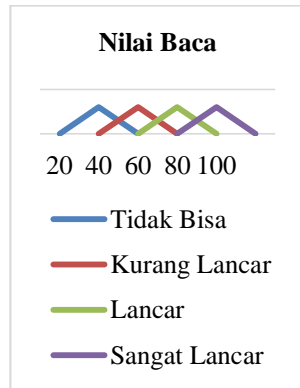 Nilai Baca
20 40 60 80 100
Tidak Bisa
Kurang Lancar
Lancar
Sangat Lancar